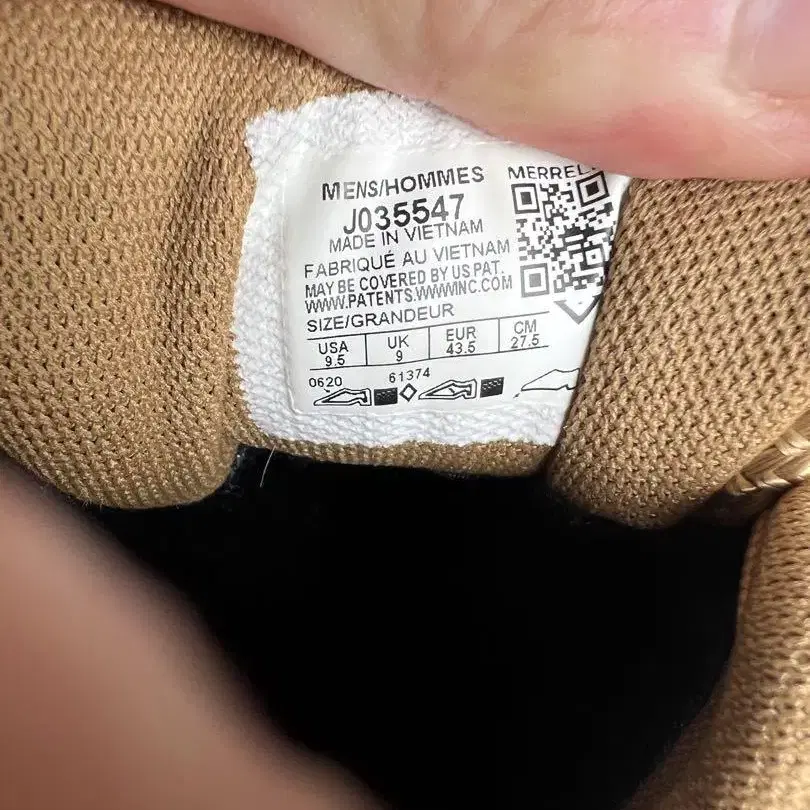 MENS/HOMMES
MERREL
J035547
MADE IN VIETNAM
FABRIQUÉ AU VIETNAM
MAY BE COVERED BY US PAT.
WWW.PATENTS.WWWINC.COM
SIZE/GRANDEUR
USA UK EUR CM
9.5 9 43.5 27.5
0620 61374